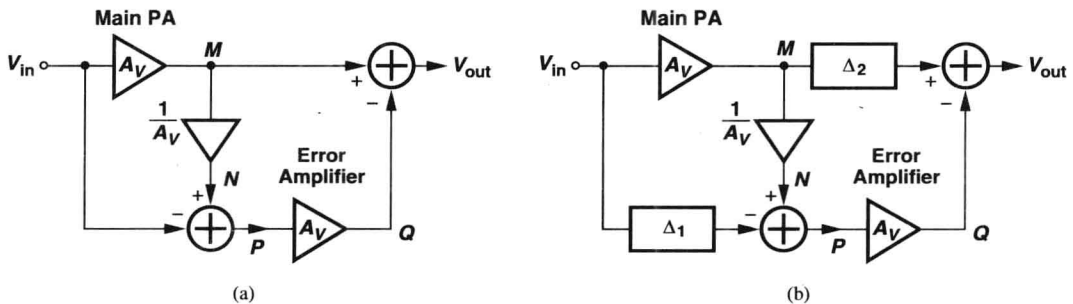 Main PA
V_in
A_V
M
+
−
V_out
1/A_V
N
+
−
P
Error
Amplifier
A_V
Q
(a)
Main PA
V_in
A_V
M
Δ_2
+
−
V_out
1/A_V
N
Δ_1
+
−
P
Error
Amplifier
A_V
Q
(b)